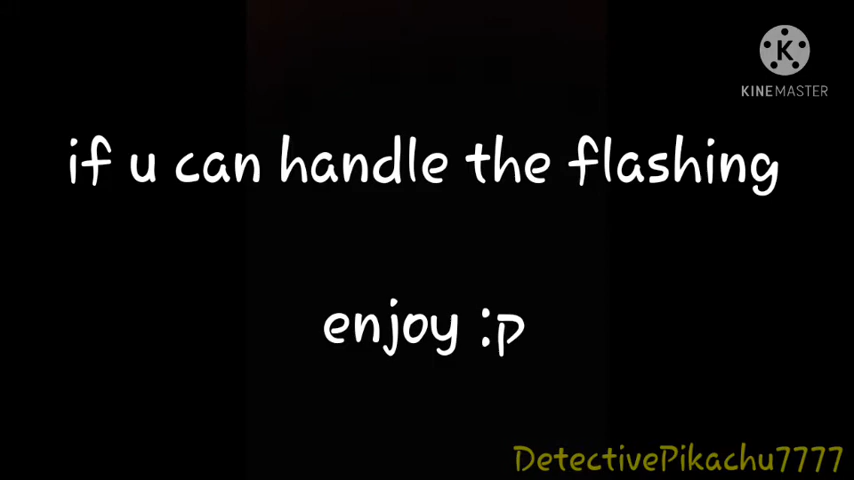 KINEMASTER
if u can handle the flashing
enjoy :p
DetectivePikachu7777